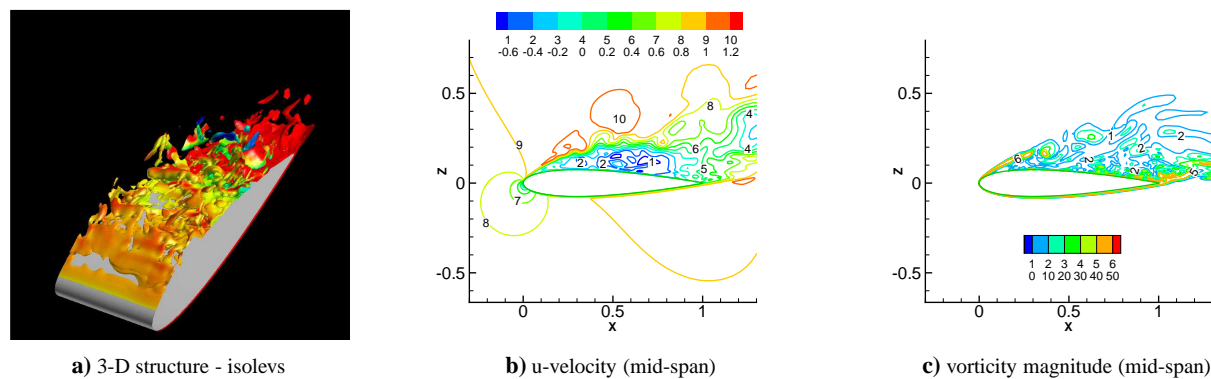 1 2 3 4 5 6 7 8 9 10
-0.6 -0.4 -0.2 0 0.2 0.4 0.6 0.8 1 1.2
z
0.5
0
-0.5
0 0.5 1
x
9
10
8
4
6
4
2 2 1
5
7
8
z
0.5
0
-0.5
0 0.5 1
x
1
2
6
2
2
2
5
1 2 3 4 5 6
0 10 20 30 40 50
a) 3-D structure - isolevs
b) u-velocity (mid-span)
c) vorticity magnitude (mid-span)